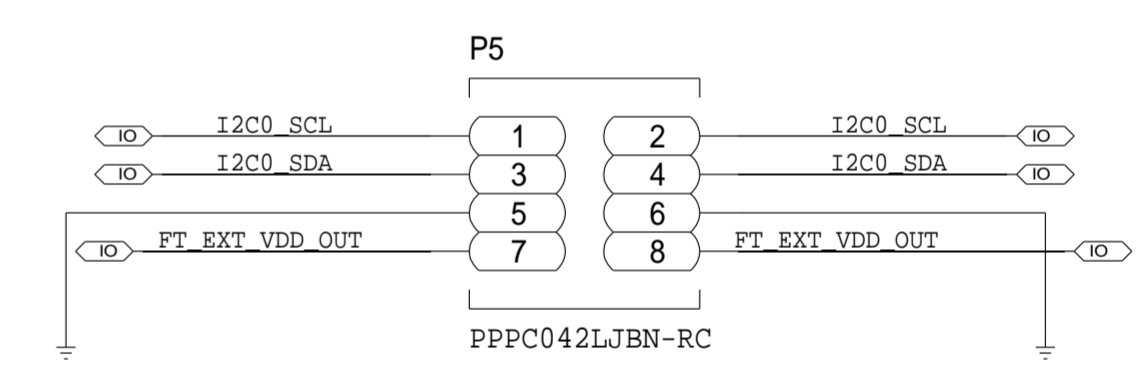 P5
IO I2C0_SCL 1 2 I2C0_SCL IO
IO I2C0_SDA 3 4 I2C0_SDA IO
5 6
IO FT_EXT_VDD_OUT 7 8 FT_EXT_VDD_OUT IO
PPPC042LJBN-RC